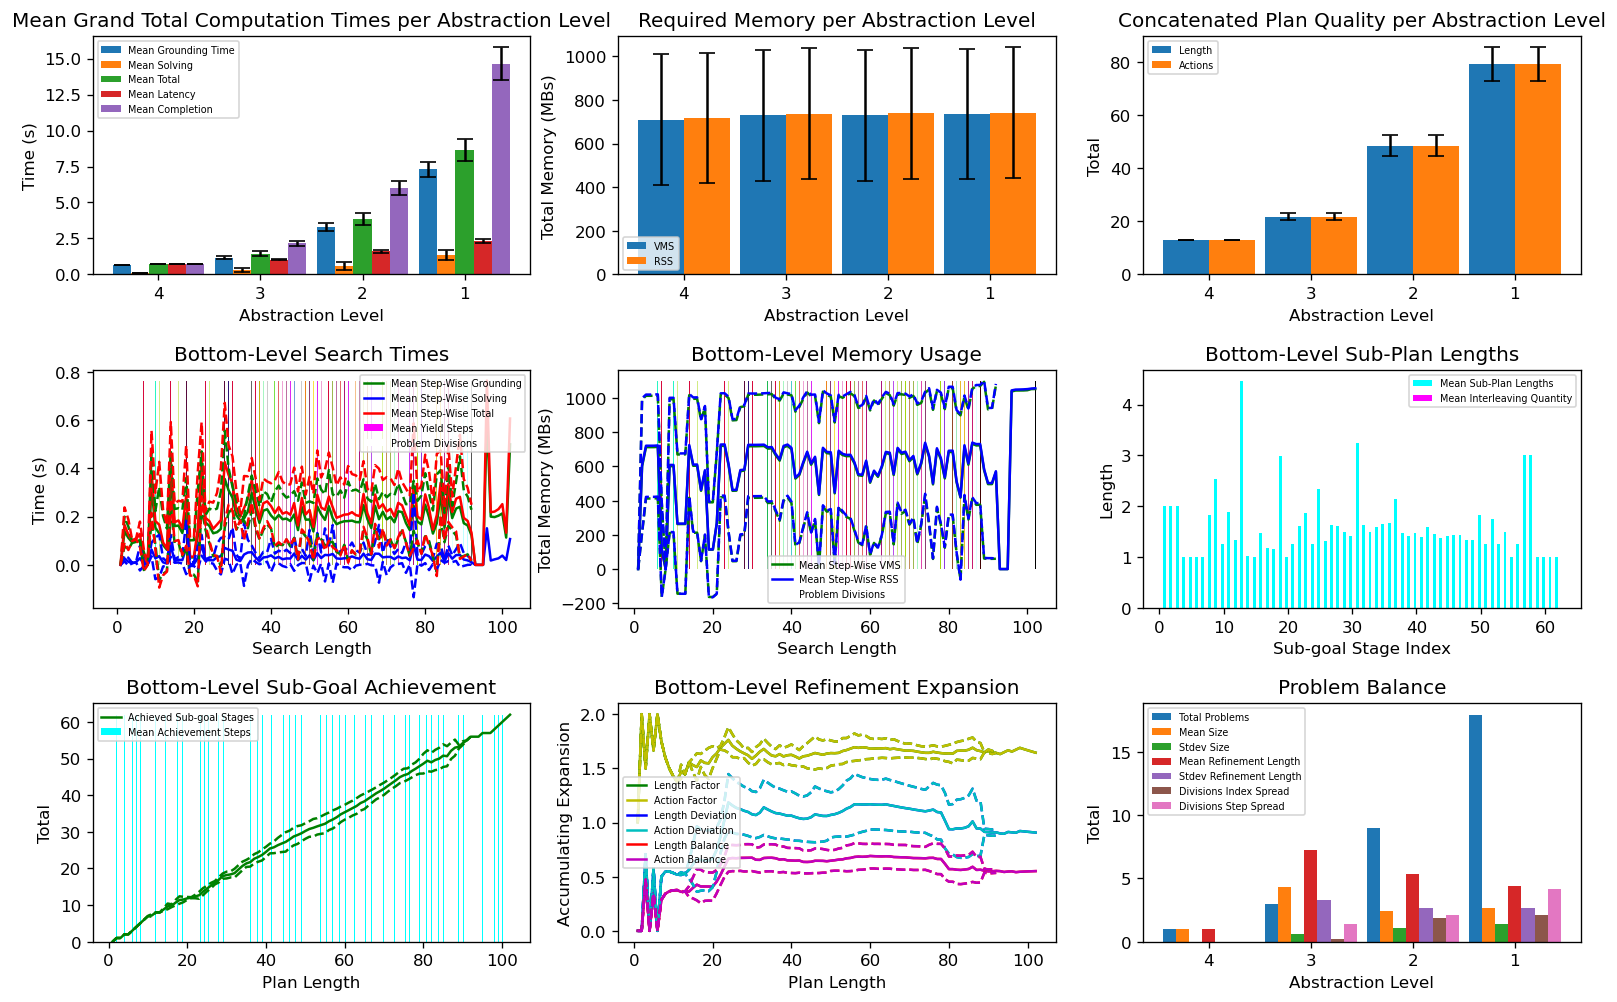 Mean Grand Total Computation Times per Abstraction Level
Time (s)
15.0
12.5
10.0
7.5
5.0
2.5
0.0
Mean Grounding Time
Mean Solving
Mean Total
Mean Latency
Mean Completion
4 3 2 1
Abstraction Level
Required Memory per Abstraction Level
Total Memory (MBs)
1000
800
600
400
200
0
VMS
RSS
4 3 2 1
Abstraction Level
Concatenated Plan Quality per Abstraction Level
Total
80
60
40
20
0
Length
Actions
4 3 2 1
Abstraction Level
Bottom-Level Search Times
Time (s)
0.8
0.6
0.4
0.2
0.0
Mean Step-Wise Grounding
Mean Step-Wise Solving
Mean Step-Wise Total
Mean Yield Steps
Problem Divisions
0 20 40 60 80 100
Search Length
Bottom-Level Memory Usage
Total Memory (MBs)
1000
800
600
400
200
0
−200
Mean Step-Wise VMS
Mean Step-Wise RSS
Problem Divisions
0 20 40 60 80 100
Search Length
Bottom-Level Sub-Plan Lengths
Length
4
3
2
1
0
Mean Sub-Plan Lengths
Mean Interleaving Quantity
0 10 20 30 40 50 60
Sub-goal Stage Index
Bottom-Level Sub-Goal Achievement
Total
60
50
40
30
20
10
0
Achieved Sub-goal Stages
Mean Achievement Steps
0 20 40 60 80 100
Plan Length
Bottom-Level Refinement Expansion
Accumulating Expansion
2.0
1.5
1.0
0.5
0.0
Length Factor
Action Factor
Length Deviation
Action Deviation
Length Balance
Action Balance
0 20 40 60 80 100
Plan Length
Problem Balance
Total
15
10
5
0
Total Problems
Mean Size
Stdev Size
Mean Refinement Length
Stdev Refinement Length
Divisions Index Spread
Divisions Step Spread
4 3 2 1
Abstraction Level